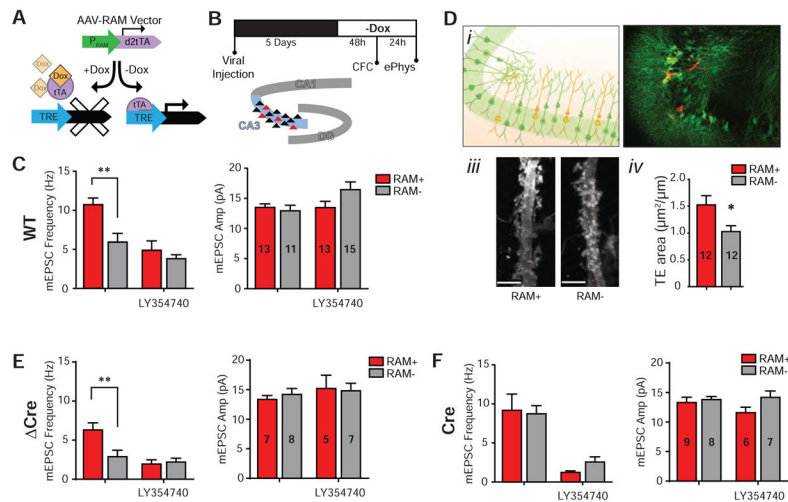 A
AAV-RAM Vector
P RAM
d2tTA
Dox
Dox
Dox
tTA
+Dox
-Dox
TRE
tTA
TRE
B
-Dox
5 Days
48h
24h
Viral
Injection
CFC
ePhys
CA1
CA3
DG
C
WT
mEPSC Frequency (Hz)
15
10
5
0
**
LY354740
mEPSC Amp (pA)
20
15
10
5
0
13
11
13
15
LY354740
RAM+
RAM-
D
i
iii
RAM+
RAM-
iv
TE area (μm²/μm)
2.0
1.5
1.0
0.5
0.0
12
12
*
RAM+
RAM-
E
ΔCre
mEPSC Frequency (Hz)
15
10
5
0
**
LY354740
mEPSC Amp (pA)
20
15
10
5
0
7
8
5
7
LY354740
RAM+
RAM-
F
Cre
mEPSC Frequency (Hz)
15
10
5
0
LY354740
mEPSC Amp (pA)
20
15
10
5
0
9
8
6
7
LY354740
RAM+
RAM-